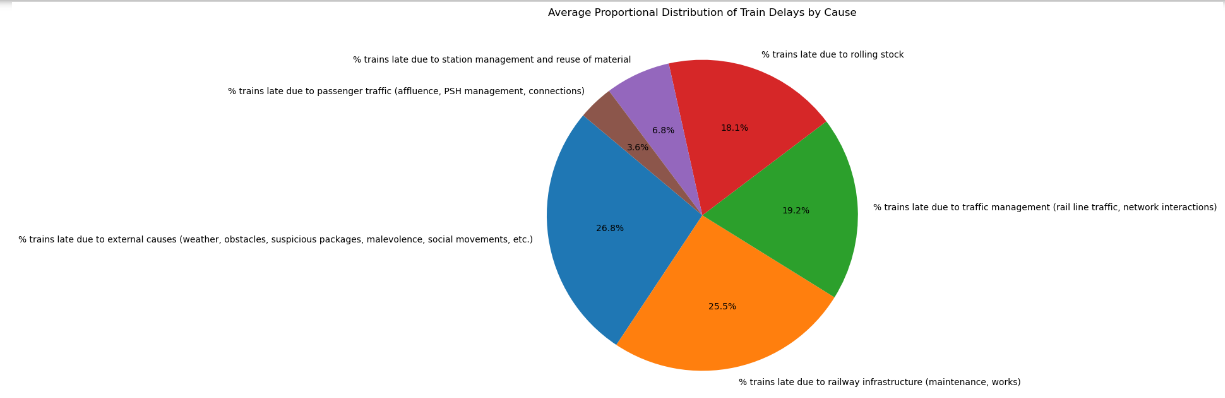 Average Proportional Distribution of Train Delays by Cause
% trains late due to rolling stock
% trains late due to station management and reuse of material
% trains late due to passenger traffic (affluence, PSH management, connections)
18.1%
6.8%
3.6%
% trains late due to traffic management (rail line traffic, network interactions)
19.2%
26.8%
% trains late due to external causes (weather, obstacles, suspicious packages, malevolence, social movements, etc.)
25.5%
% trains late due to railway infrastructure (maintenance, works)